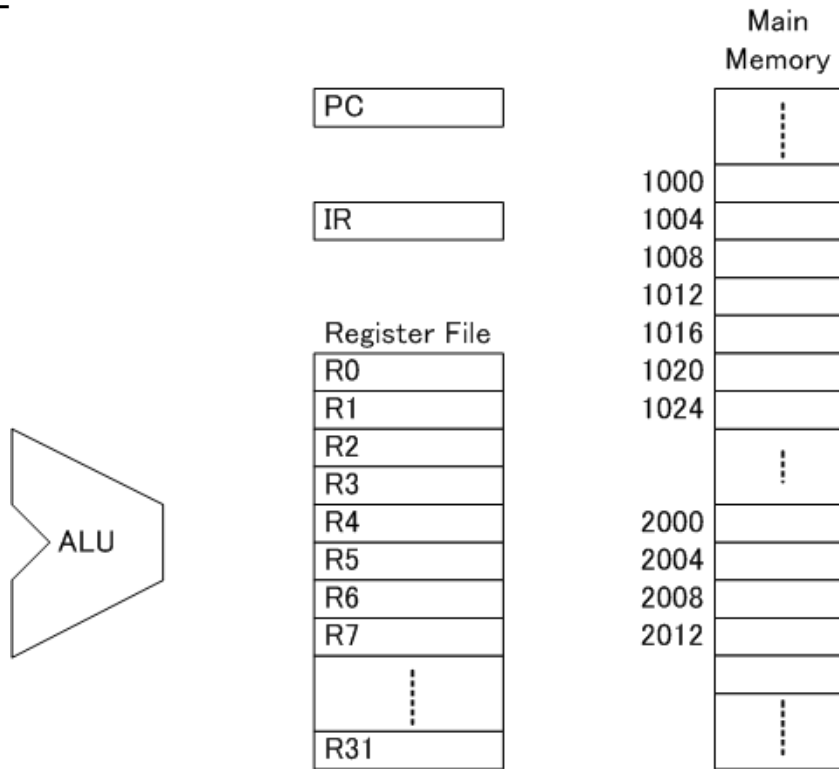 Main
Memory
PC
1000
IR
1004
1008
1012
Register File
1016
R0
1020
R1
1024
R2
R3
ALU
R4
2000
R5
2004
R6
2008
R7
2012
R31